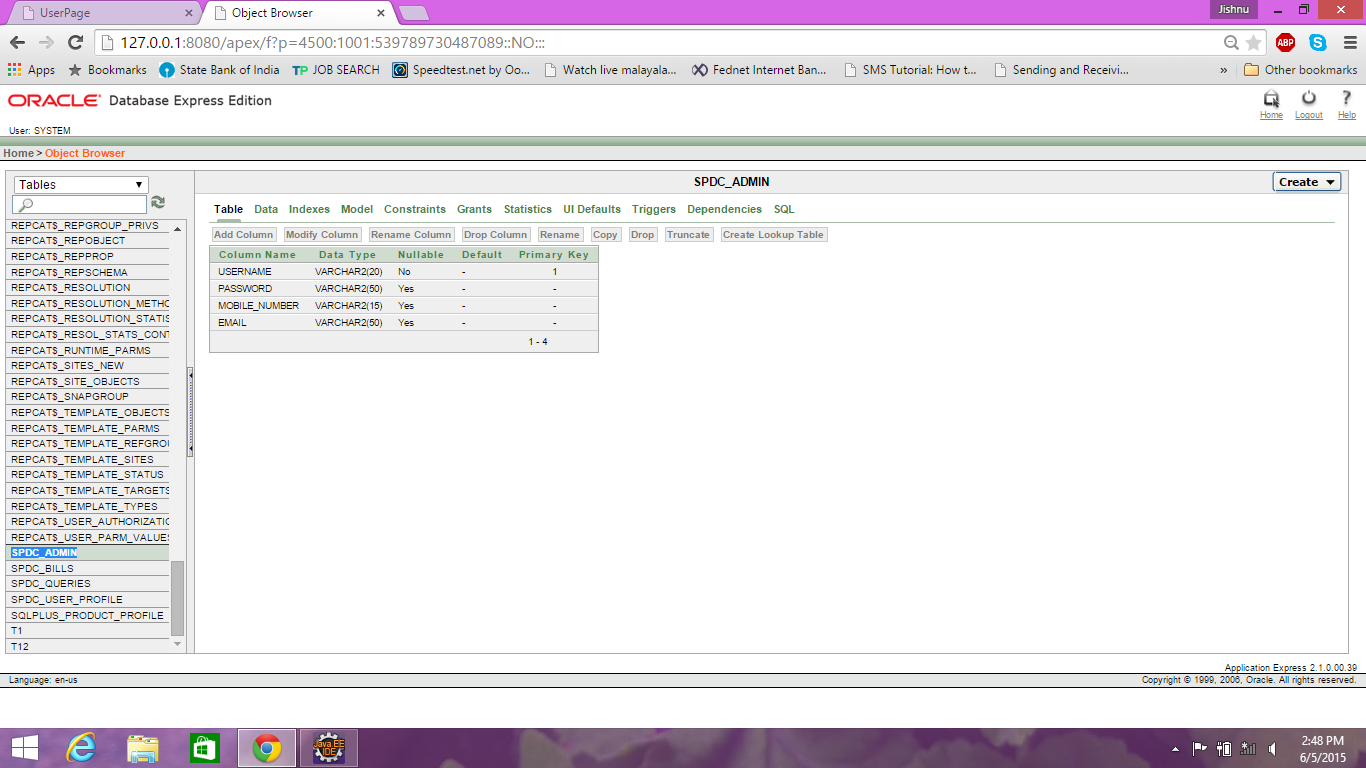 UserPage
Object Browser
Jishnu
127.0.0.1:8080/apex/f?p=4500:1001:539789730487089::NO:::
ABP
Apps
Bookmarks
State Bank of India
TP JOB SEARCH
Speedtest.net by Oo...
Watch live malayala...
Fednet Internet Ban...
SMS Tutorial: How t...
Sending and Receivi...
»
Other bookmarks
ORACLE Database Express Edition
Home
Logout
Help
User: SYSTEM
Home > Object Browser
Tables
SPDC_ADMIN
Create
Table Data Indexes Model Constraints Grants Statistics UI Defaults Triggers Dependencies SQL
Add Column Modify Column Rename Column Drop Column Rename Copy Drop Truncate Create Lookup Table
Column Name Data Type Nullable Default Primary Key
USERNAME VARCHAR2(20) No - 1
PASSWORD VARCHAR2(50) Yes - -
MOBILE_NUMBER VARCHAR2(15) Yes - -
EMAIL VARCHAR2(50) Yes - -
1 - 4
REPCAT$_REPGROUP_PRIVS
REPCAT$_REPOBJECT
REPCAT$_REPPROP
REPCAT$_REPSCHEMA
REPCAT$_RESOLUTION
REPCAT$_RESOLUTION_METHO
REPCAT$_RESOLUTION_STATIS
REPCAT$_RESOL_STATS_CONT
REPCAT$_RUNTIME_PARMS
REPCAT$_SITES_NEW
REPCAT$_SITE_OBJECTS
REPCAT$_SNAPGROUP
REPCAT$_TEMPLATE_OBJECTS
REPCAT$_TEMPLATE_PARMS
REPCAT$_TEMPLATE_REFGROU
REPCAT$_TEMPLATE_SITES
REPCAT$_TEMPLATE_STATUS
REPCAT$_TEMPLATE_TARGETS
REPCAT$_TEMPLATE_TYPES
REPCAT$_USER_AUTHORIZATIO
REPCAT$_USER_PARM_VALUES
SPDC_ADMIN
SPDC_BILLS
SPDC_QUERIES
SPDC_USER_PROFILE
SQLPLUS_PRODUCT_PROFILE
T1
T12
Application Express 2.1.0.00.39
Language: en-us
Copyright © 1999, 2006, Oracle. All rights reserved.
Java EE
IDE
2:48 PM
6/5/2015